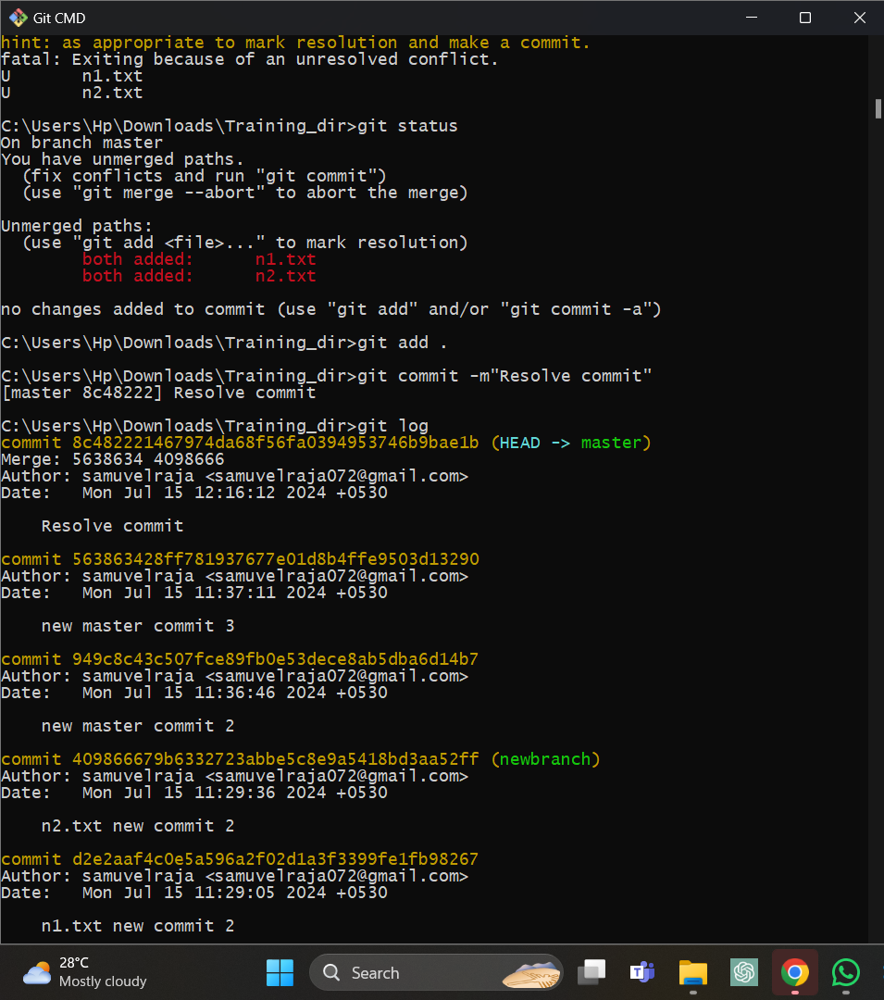 Git CMD
hint: as appropriate to mark resolution and make a commit.
fatal: Exiting because of an unresolved conflict.
U       n1.txt
U       n2.txt
C:\Users\Hp\Downloads\Training_dir>git status
On branch master
You have unmerged paths.
  (fix conflicts and run "git commit")
  (use "git merge --abort" to abort the merge)
Unmerged paths:
  (use "git add <file>..." to mark resolution)
        both added:      n1.txt
        both added:      n2.txt
no changes added to commit (use "git add" and/or "git commit -a")
C:\Users\Hp\Downloads\Training_dir>git add .
C:\Users\Hp\Downloads\Training_dir>git commit -m"Resolve commit"
[master 8c48222] Resolve commit
C:\Users\Hp\Downloads\Training_dir>git log
commit 8c482221467974da68f56fa0394953746b9bae1b (HEAD -> master)
Merge: 5638634 4098666
Author: samuvelraja <samuvelraja072@gmail.com>
Date:   Mon Jul 15 12:16:12 2024 +0530
    Resolve commit
commit 563863428ff781937677e01d8b4ffe9503d13290
Author: samuvelraja <samuvelraja072@gmail.com>
Date:   Mon Jul 15 11:37:11 2024 +0530
    new master commit 3
commit 949c8c43c507fce89fb0e53dece8ab5dba6d14b7
Author: samuvelraja <samuvelraja072@gmail.com>
Date:   Mon Jul 15 11:36:46 2024 +0530
    new master commit 2
commit 409866679b6332723abbe5c8e9a5418bd3aa52ff (newbranch)
Author: samuvelraja <samuvelraja072@gmail.com>
Date:   Mon Jul 15 11:29:36 2024 +0530
    n2.txt new commit 2
commit d2e2aaf4c0e5a596a2f02d1a3f3399fe1fb98267
Author: samuvelraja <samuvelraja072@gmail.com>
Date:   Mon Jul 15 11:29:05 2024 +0530
    n1.txt new commit 2
28°C
Mostly cloudy
Search